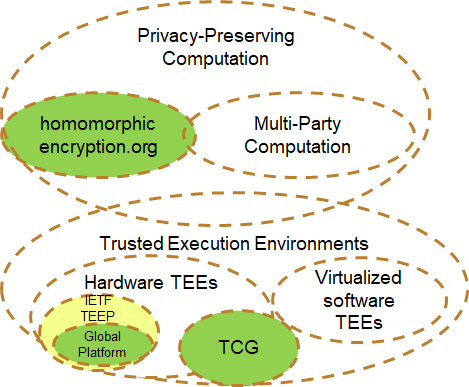 Privacy-Preserving
Computation
homomorphic
encryption.org
Multi-Party
Computation
Trusted Execution Environments
Hardware TEEs
IETF
TEEP
Global
Platform
TCG
Virtualized
software
TEEs